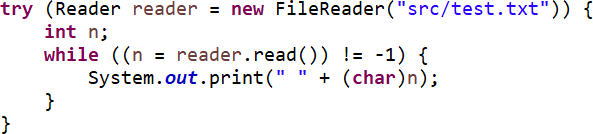 try (Reader reader = new FileReader("src/test.txt")) {
    int n;
    while ((n = reader.read()) != -1) {
        System.out.print(" " + (char)n);
    }
}